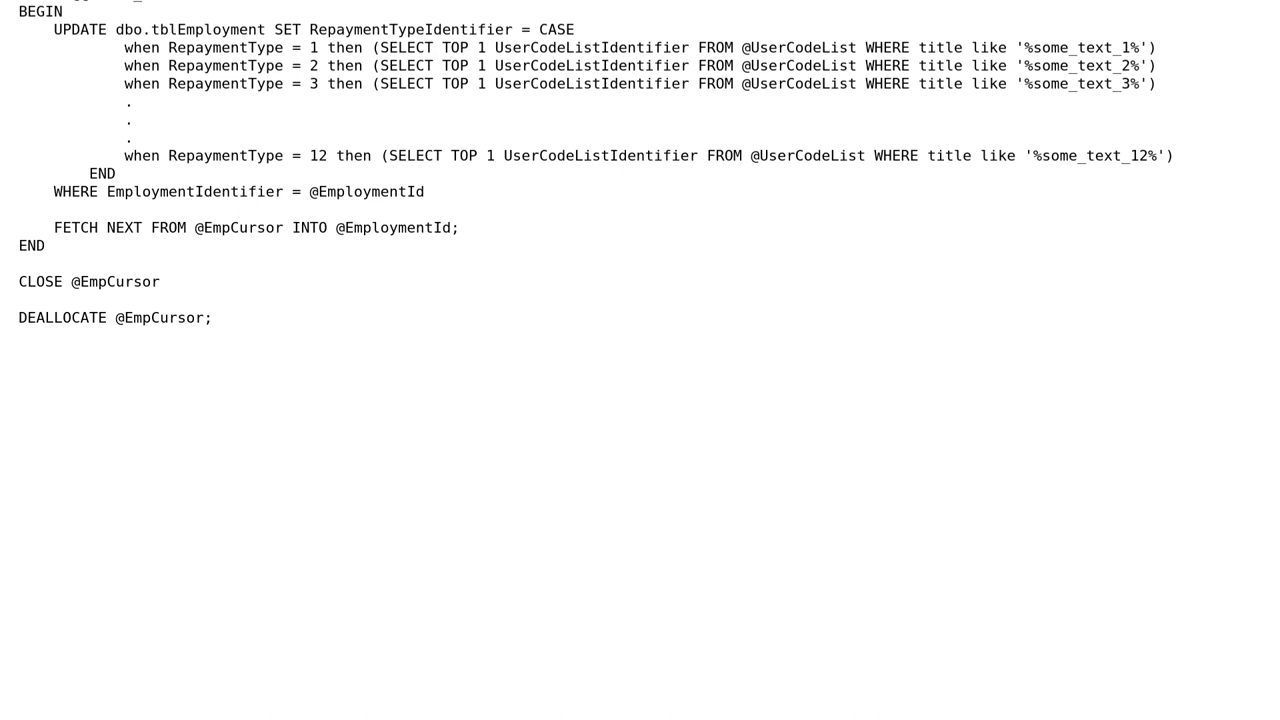 BEGIN
    UPDATE dbo.tblEmployment SET RepaymentTypeIdentifier = CASE
            when RepaymentType = 1 then (SELECT TOP 1 UserCodeListIdentifier FROM @UserCodeList WHERE title like '%some_text_1%')
            when RepaymentType = 2 then (SELECT TOP 1 UserCodeListIdentifier FROM @UserCodeList WHERE title like '%some_text_2%')
            when RepaymentType = 3 then (SELECT TOP 1 UserCodeListIdentifier FROM @UserCodeList WHERE title like '%some_text_3%')
            .
            .
            .
            when RepaymentType = 12 then (SELECT TOP 1 UserCodeListIdentifier FROM @UserCodeList WHERE title like '%some_text_12%')
        END
    WHERE EmploymentIdentifier = @EmploymentId
    FETCH NEXT FROM @EmpCursor INTO @EmploymentId;
END
CLOSE @EmpCursor
DEALLOCATE @EmpCursor;